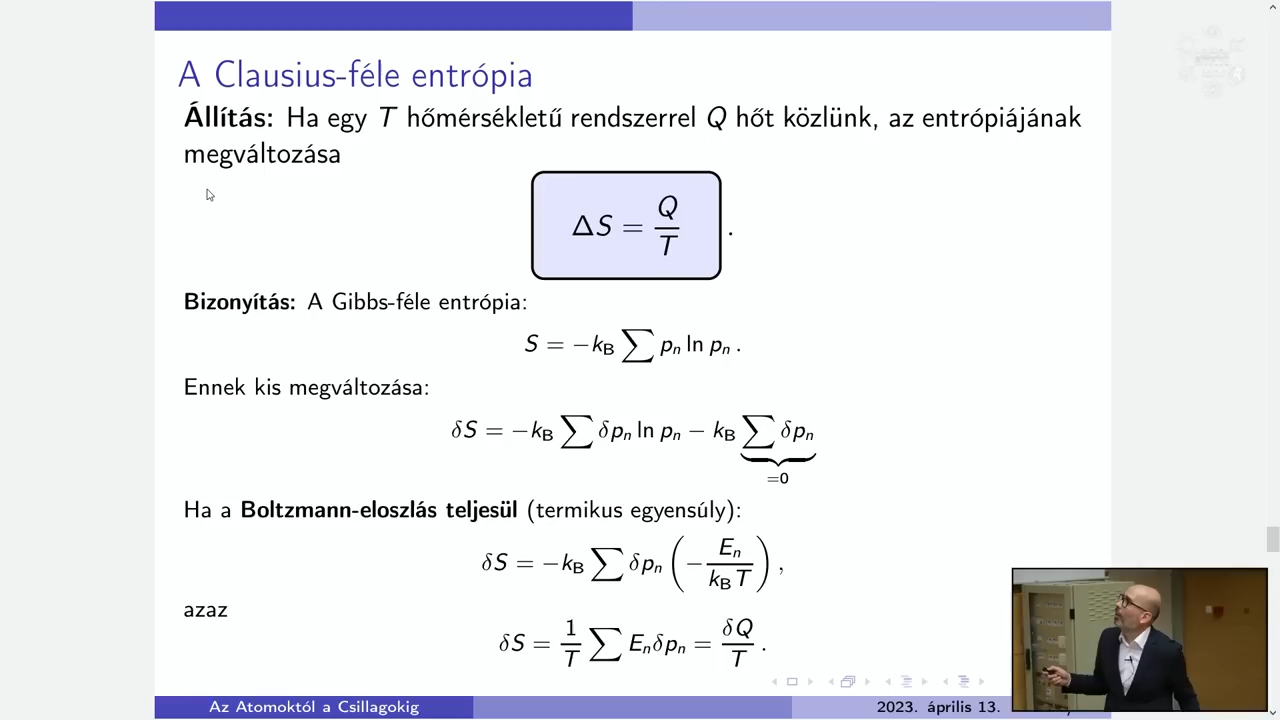 A Clausius-féle entrópia
Állítás: Ha egy T hőmérsékletű rendszerrel Q hőt közlünk, az entrópiájának
megváltozása
ΔS = Q/T .
Bizonyítás: A Gibbs-féle entrópia:
S = −k_B ∑ p_n ln p_n .
Ennek kis megváltozása:
δS = −k_B ∑ δp_n ln p_n − k_B ∑ δp_n
=0
Ha a Boltzmann-eloszlás teljesül (termikus egyensúly):
δS = −k_B ∑ δp_n (−E_n/(k_B T)) ,
azaz
δS = 1/T ∑ E_n δp_n = δQ/T .
Az Atomoktól a Csillagokig
2023. április 13.